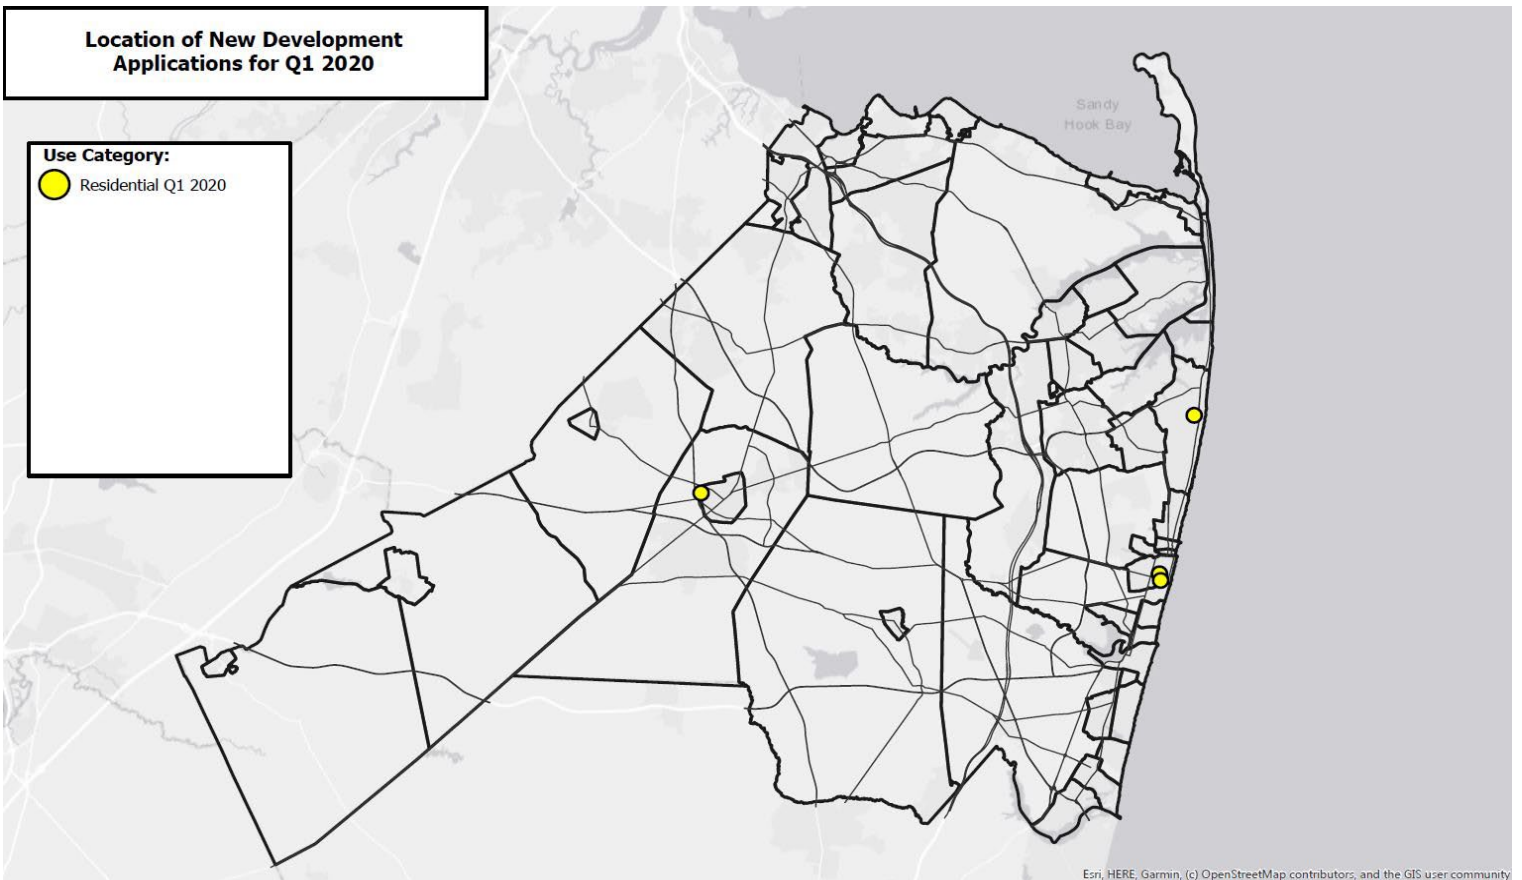 Location of New Development
Applications for Q1 2020
Use Category:
Residential Q1 2020
Sandy
Hook Bay
Esri, HERE, Garmin, (c) OpenStreetMap contributors, and the GIS user community